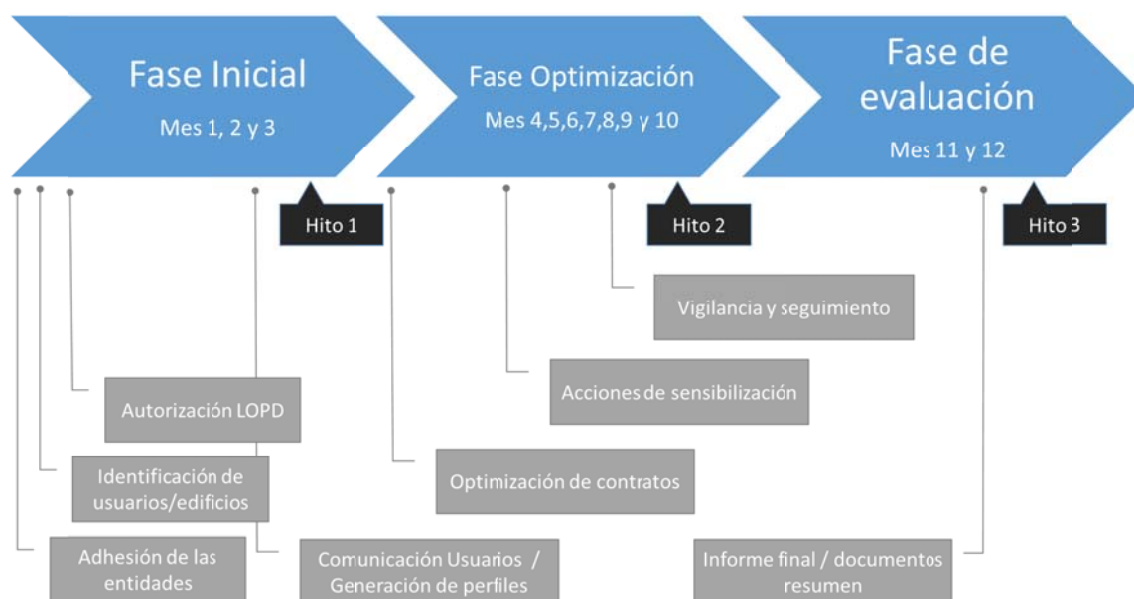 Fase Inicial
Mes 1, 2 y 3
Fase Optimización
Mes 4,5,6,7,8,9 y 10
Fase de
evaluación
Mes 11 y 12
Hito 1
Hito 2
Hito 3
Vigilancia y seguimiento
Acciones de sensibilización
Autorización LOPD
Identificación de
usuarios/edificios
Optimización de contratos
Adhesión de las
entidades
Comunicación Usuarios /
Generación de perfiles
Informe final / documentos
resumen